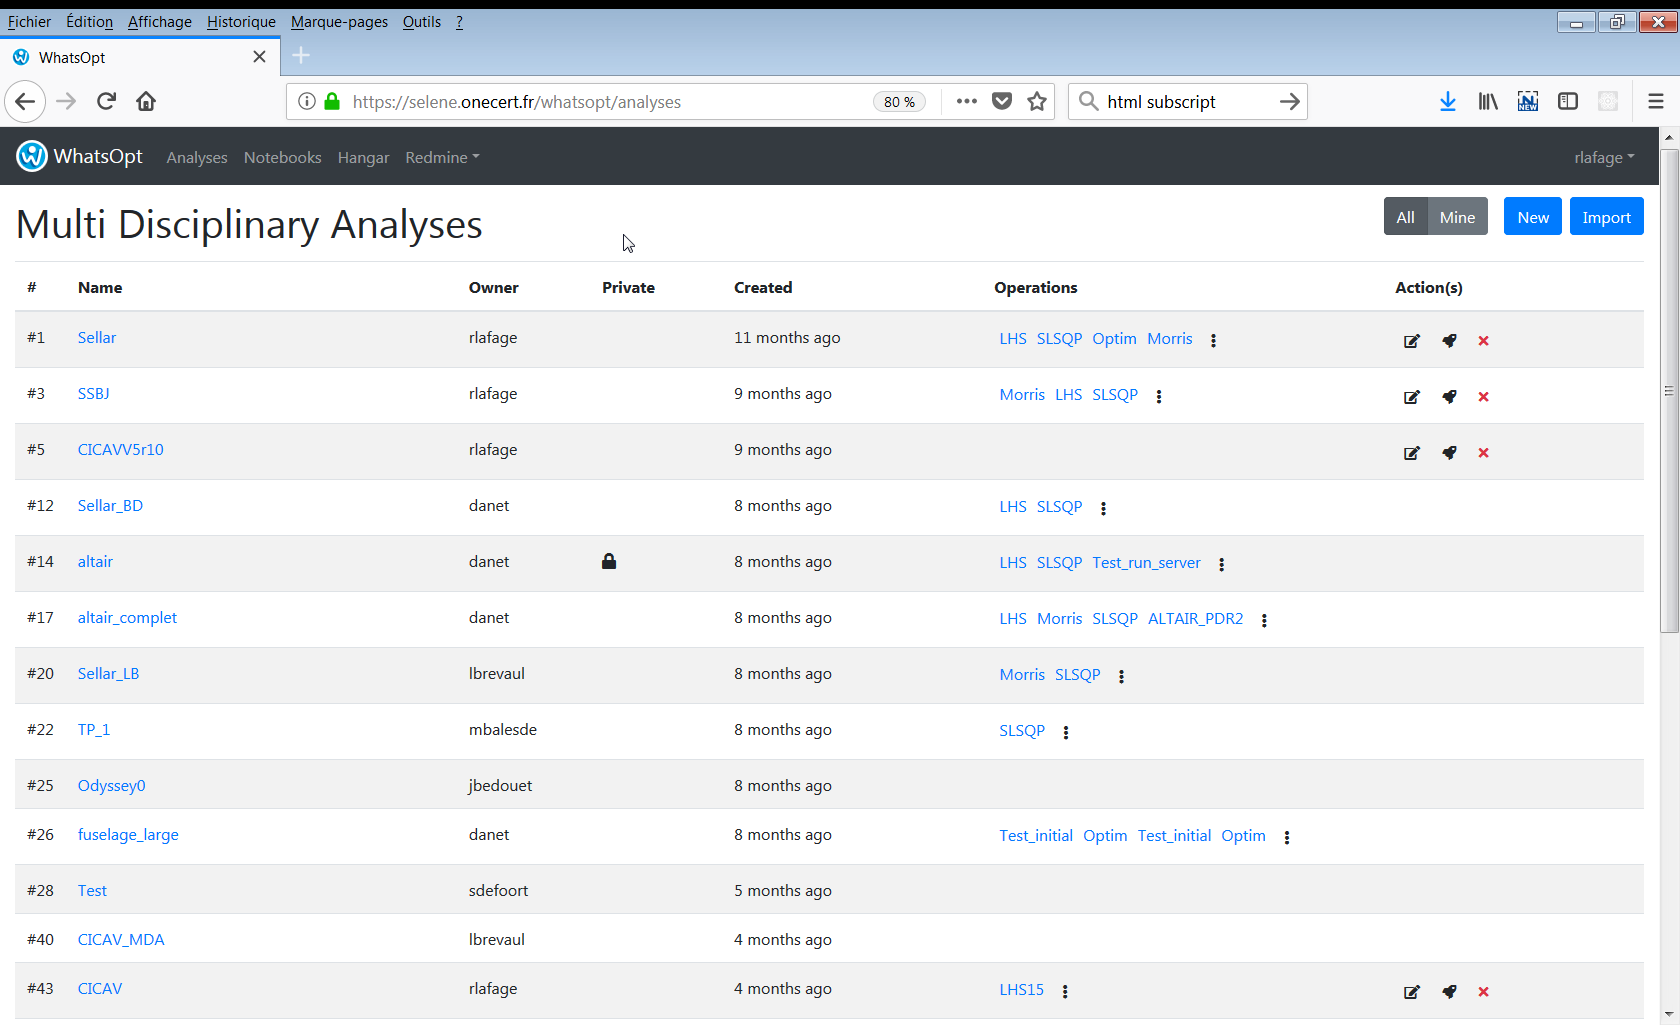 Fichier Édition Affichage Historique Marque-pages Outils ?
WhatsOpt
https://selene.onecert.fr/whatsopt/analyses 80 % html subscript NEW
WhatsOpt Analyses Notebooks Hangar Redmine rlafage
Multi Disciplinary Analyses All Mine New Import
# Name Owner Private Created Operations Action(s)
#1 Sellar rlafage 11 months ago LHS SLSQP Optim Morris
#3 SSBJ rlafage 9 months ago Morris LHS SLSQP
#5 CICAVV5r10 rlafage 9 months ago
#12 Sellar_BD danet 8 months ago LHS SLSQP
#14 altair danet 8 months ago LHS SLSQP Test_run_server
#17 altair_complet danet 8 months ago LHS Morris SLSQP ALTAIR_PDR2
#20 Sellar_LB lbrevaul 8 months ago Morris SLSQP
#22 TP_1 mbalesde 8 months ago SLSQP
#25 Odyssey0 jbedouet 8 months ago
#26 fuselage_large danet 8 months ago Test_initial Optim Test_initial Optim
#28 Test sdefoort 5 months ago
#40 CICAV_MDA lbrevaul 4 months ago
#43 CICAV rlafage 4 months ago LHS15